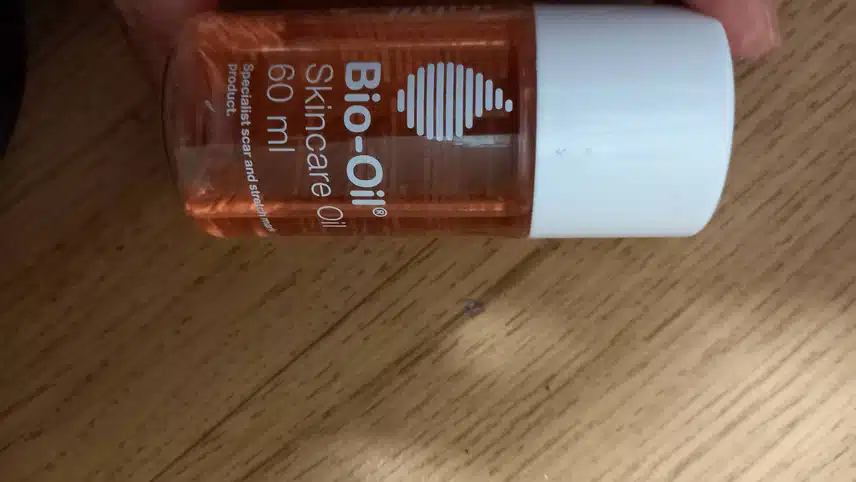 Bio-Oil®
Skincare Oil
60 ml
Specialist scar and stretch
product.